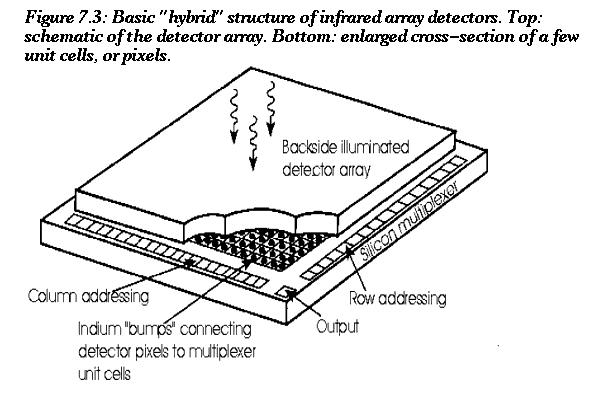 Figure 7.3: Basic "hybrid" structure of infrared array detectors. Top:
schematic of the detector array. Bottom: enlarged cross-section of a few
unit cells, or pixels.
Backside illuminated
detector array
Silicon multiplexer
Column addressing
Row addressing
Indium "bumps" connecting
detector pixels to multiplexer
unit cells
Output